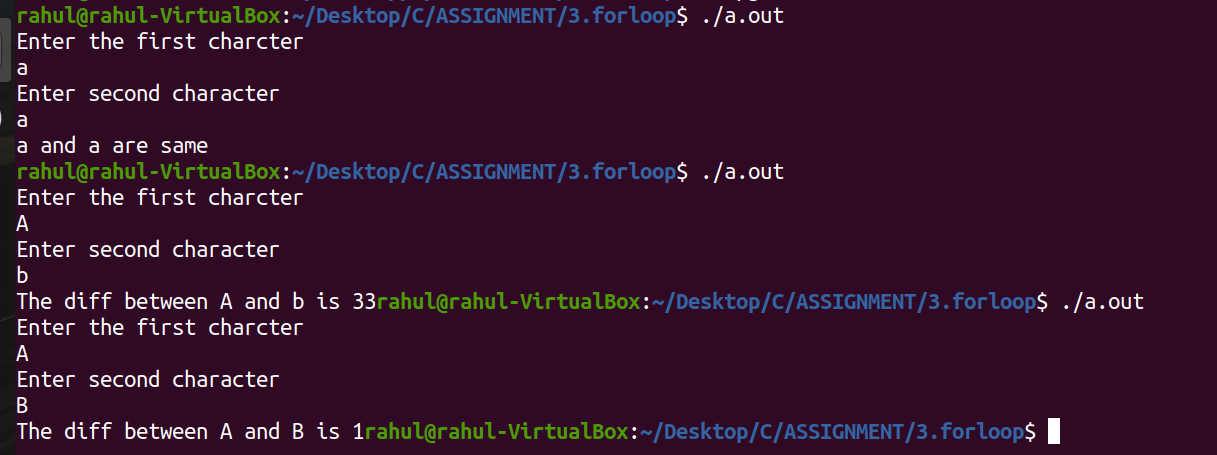 rahul@rahul-VirtualBox:~/Desktop/C/ASSIGNMENT/3.forloop$ ./a.out
Enter the first charcter
a
Enter second character
a
a and a are same
rahul@rahul-VirtualBox:~/Desktop/C/ASSIGNMENT/3.forloop$ ./a.out
Enter the first charcter
A
Enter second character
b
The diff between A and b is 33rahul@rahul-VirtualBox:~/Desktop/C/ASSIGNMENT/3.forloop$ ./a.out
Enter the first charcter
A
Enter second character
B
The diff between A and B is 1rahul@rahul-VirtualBox:~/Desktop/C/ASSIGNMENT/3.forloop$